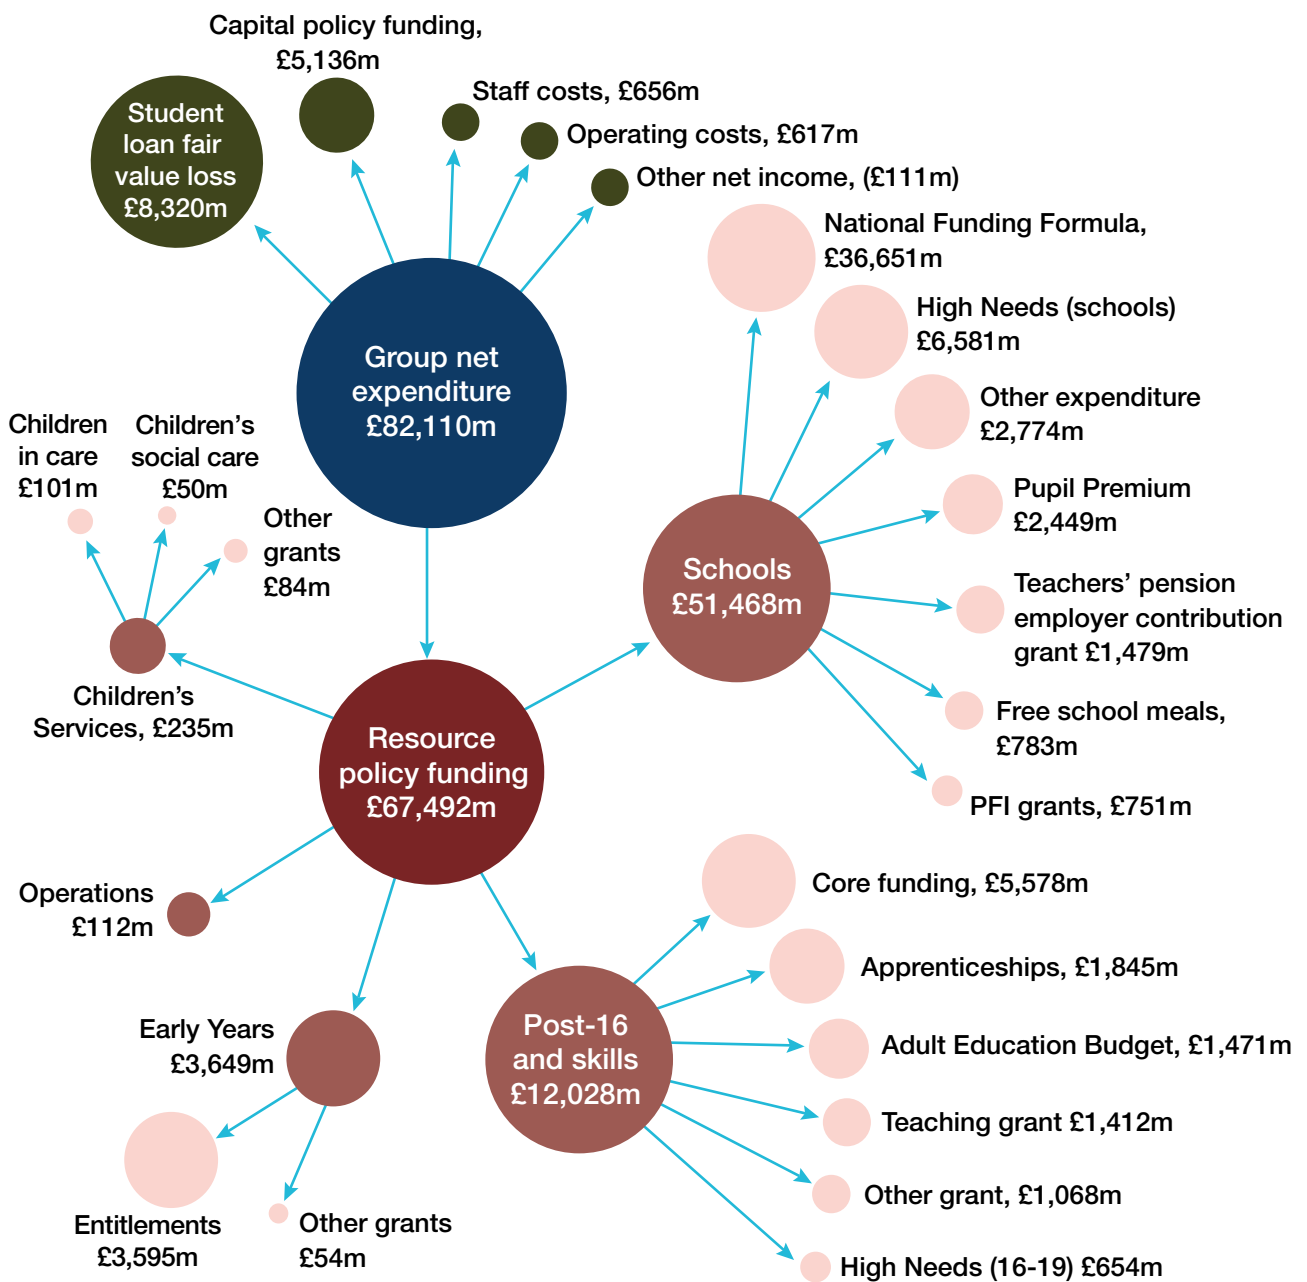 Capital policy funding,
£5,136m
Student
loan fair
value loss
£8,320m
Staff costs, £656m
Operating costs, £617m
Other net income, (£111m)
Group net
expenditure
£82,110m
National Funding Formula,
£36,651m
High Needs (schools)
£6,581m
Other expenditure
£2,774m
Pupil Premium
£2,449m
Schools
£51,468m
Teachers’ pension
employer contribution
grant £1,479m
Free school meals,
£783m
PFI grants, £751m
Children
in care
£101m
Children’s
social care
£50m
Other
grants
£84m
Children’s
Services, £235m
Resource
policy funding
£67,492m
Operations
£112m
Early Years
£3,649m
Entitlements
£3,595m
Other grants
£54m
Post-16
and skills
£12,028m
Core funding, £5,578m
Apprenticeships, £1,845m
Adult Education Budget, £1,471m
Teaching grant £1,412m
Other grant, £1,068m
High Needs (16-19) £654m